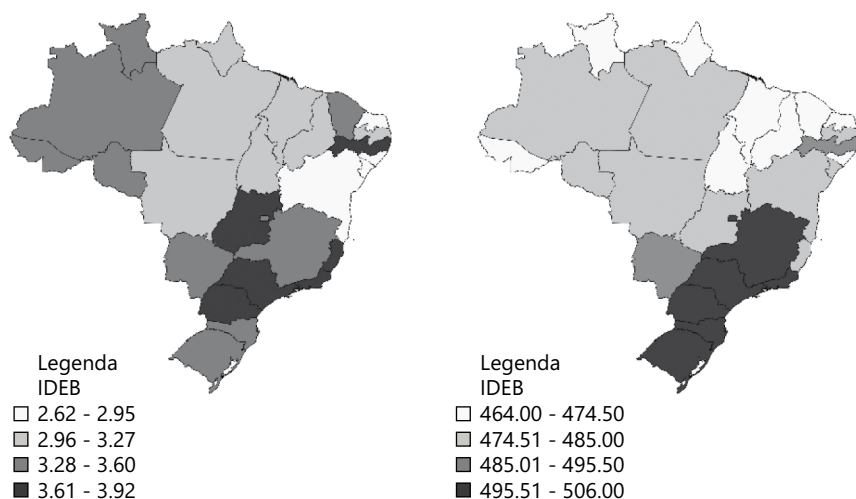 Legenda
IDEB
2.62 - 2.95
2.96 - 3.27
3.28 - 3.60
3.61 - 3.92
Legenda
IDEB
464.00 - 474.50
474.51 - 485.00
485.01 - 495.50
495.51 - 506.00